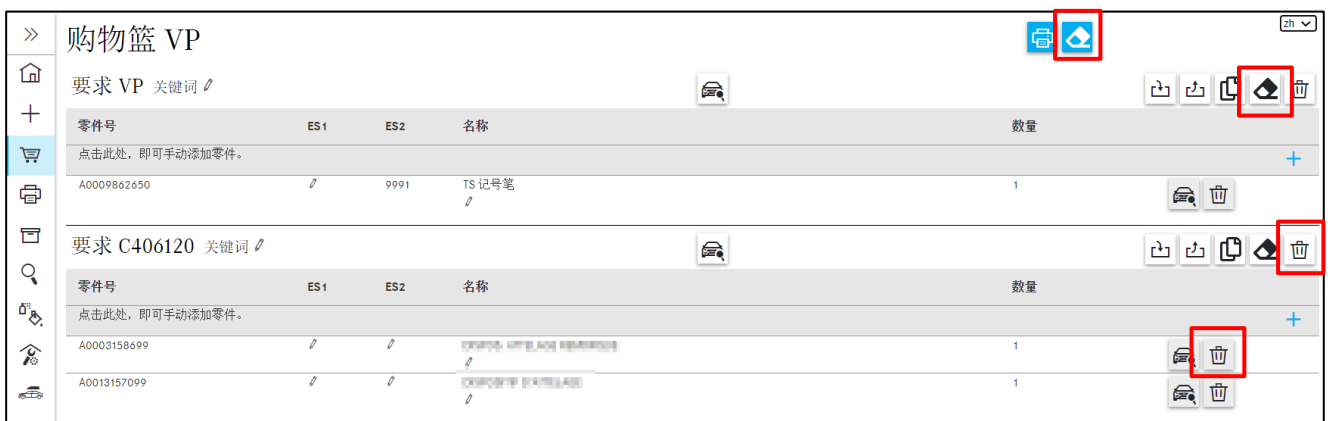 zh
购物篮 VP
要求 VP 关键词
零件号 ES1 ES2 名称 数量
点击此处，即可手动添加零件。
A0009862650 9991 TS 记号笔 1
要求 C406120 关键词
零件号 ES1 ES2 名称 数量
点击此处，即可手动添加零件。
A0003158699 1
A0013157099 1